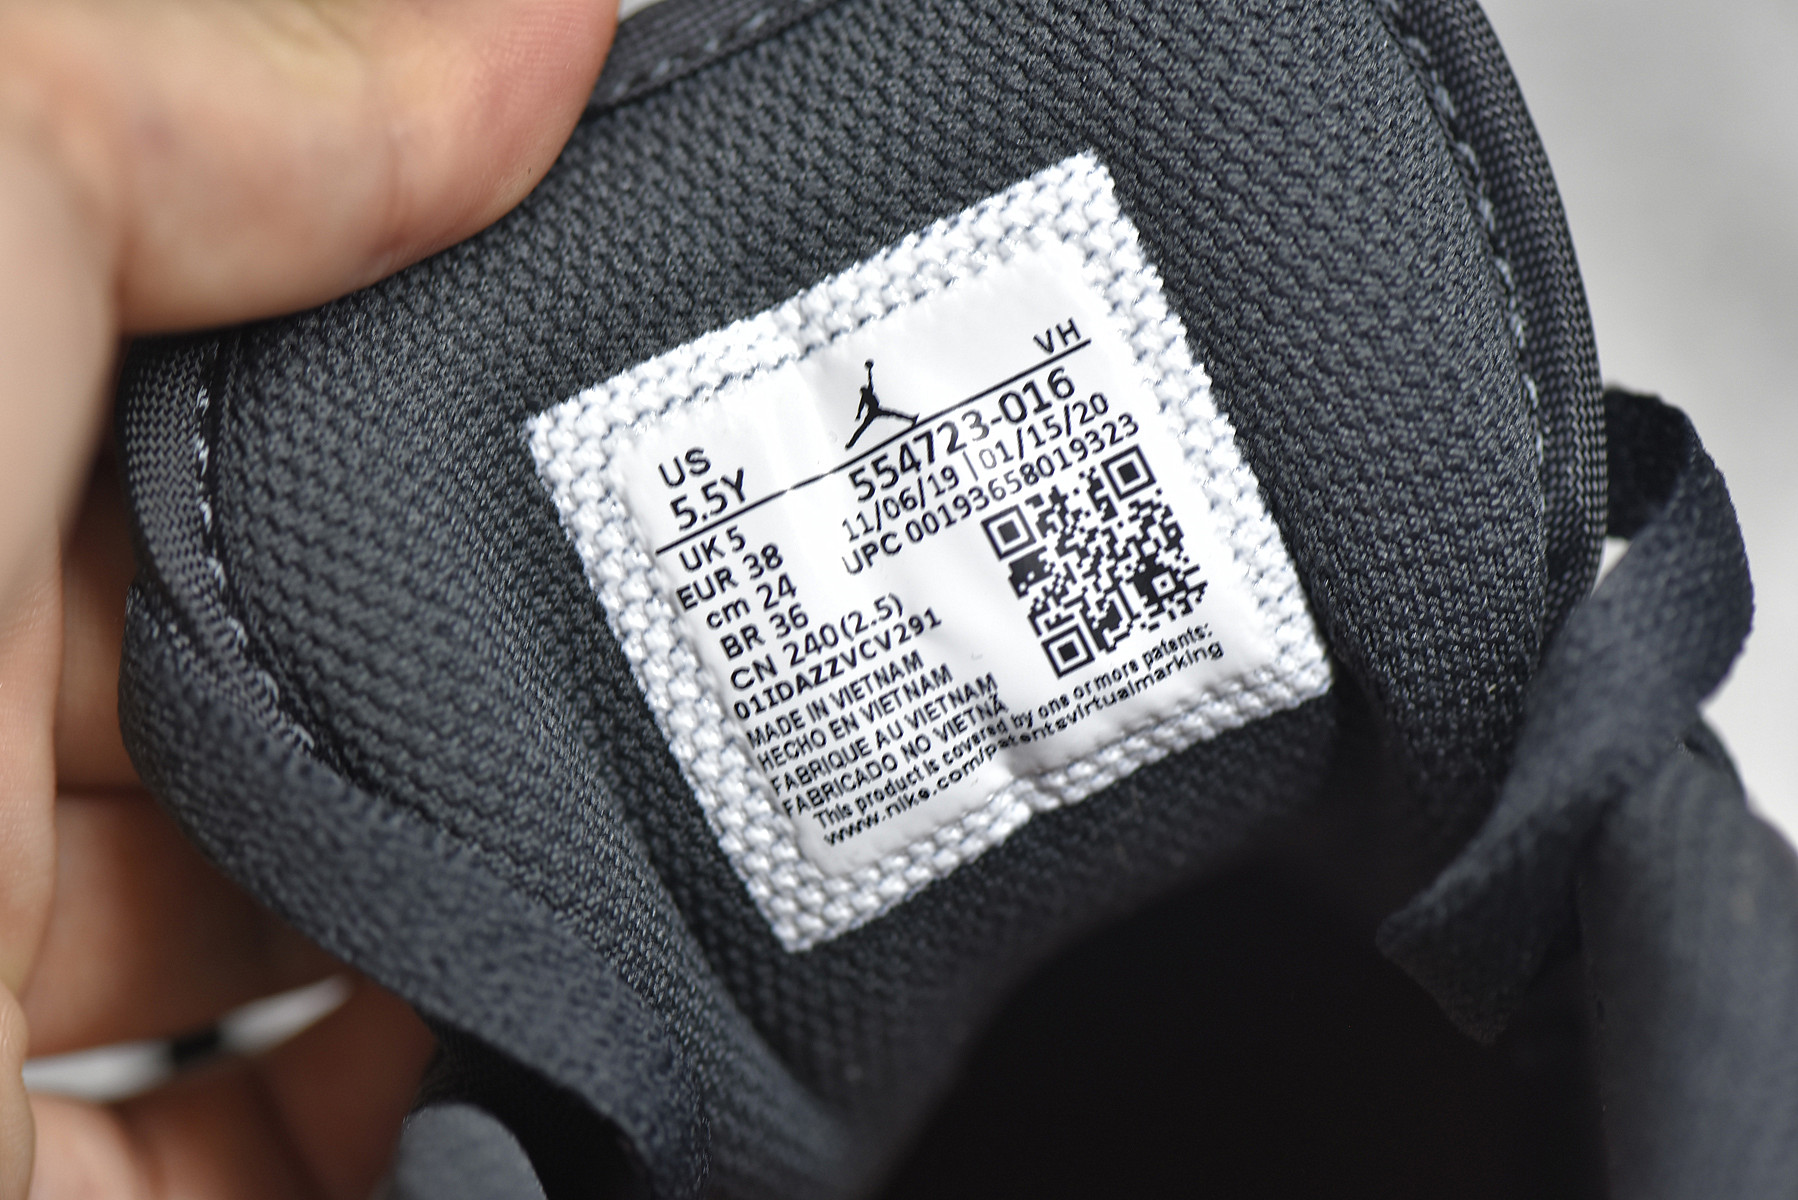 US
5.5Y
VH
UK 5
EUR 38
cm 24
BR 36
CN 240(2.5)
01IDAZZVCV291
554723-016
11/06/19 | 01/15/20
UPC 00193658019323
MADE IN VIETNAM
HECHO EN VIETNAM
FABRIQUE AU VIETNAM
FABRICADO NO VIETNÃ
This product is covered by one or more patents:
www.nike.com/patentsvirtualmarking